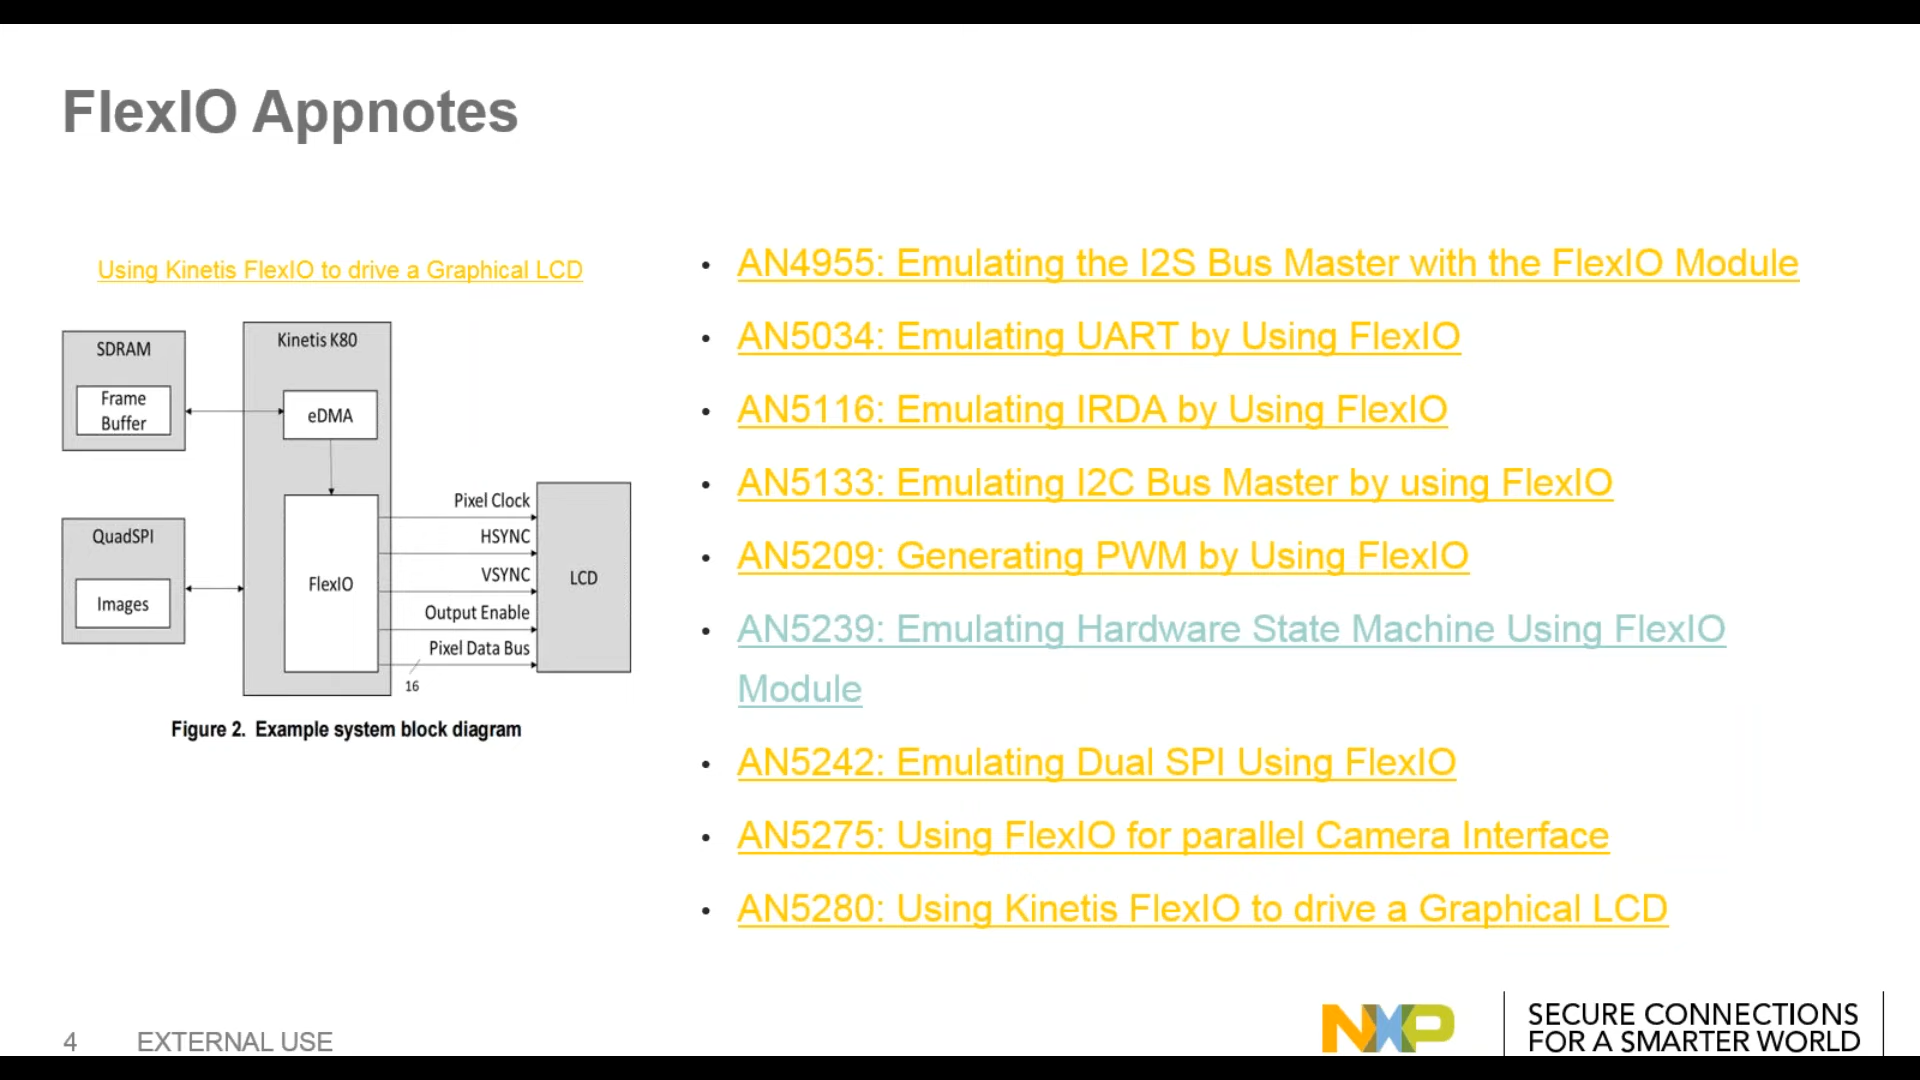 FlexIO Appnotes
Using Kinetis FlexIO to drive a Graphical LCD
SDRAM
Frame
Buffer
Kinetis K80
eDMA
QuadSPI
Images
FlexIO
Pixel Clock
HSYNC
VSYNC
Output Enable
Pixel Data Bus
16
LCD
Figure 2. Example system block diagram
• AN4955: Emulating the I2S Bus Master with the FlexIO Module
• AN5034: Emulating UART by Using FlexIO
• AN5116: Emulating IRDA by Using FlexIO
• AN5133: Emulating I2C Bus Master by using FlexIO
• AN5209: Generating PWM by Using FlexIO
• AN5239: Emulating Hardware State Machine Using FlexIO
Module
• AN5242: Emulating Dual SPI Using FlexIO
• AN5275: Using FlexIO for parallel Camera Interface
• AN5280: Using Kinetis FlexIO to drive a Graphical LCD
4 EXTERNAL USE
NXP
SECURE CONNECTIONS
FOR A SMARTER WORLD